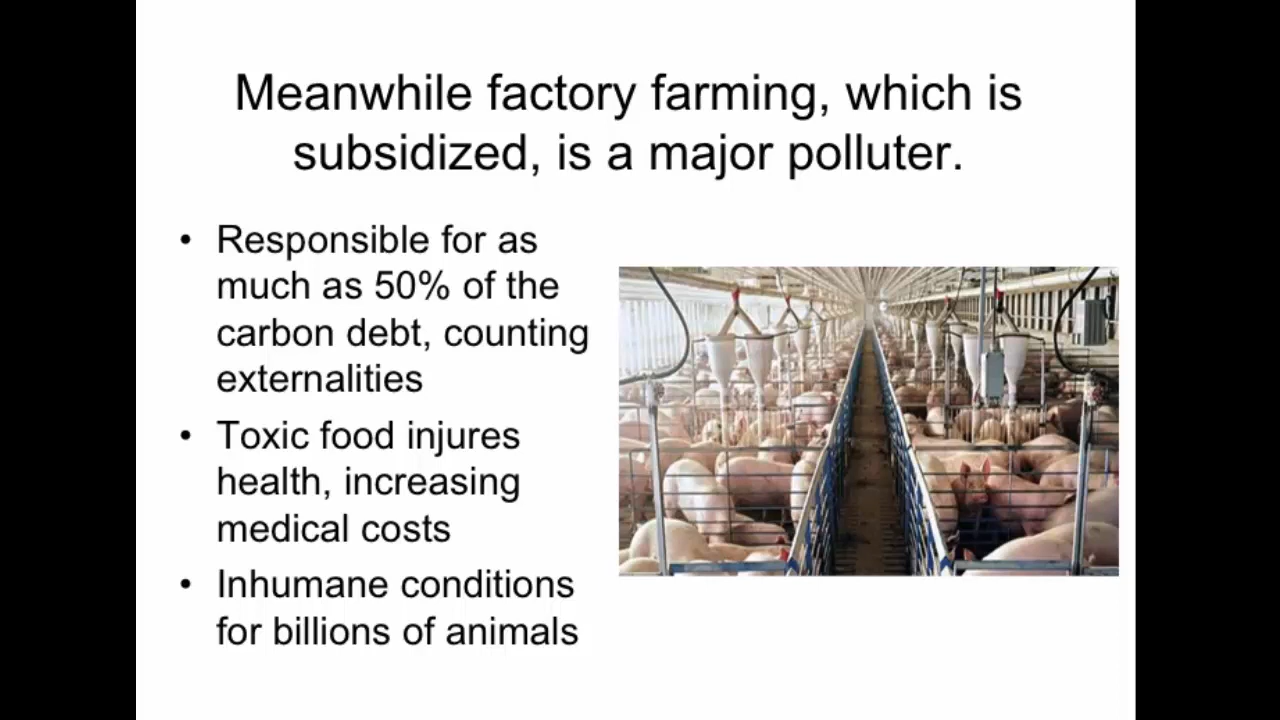 Meanwhile factory farming, which is
subsidized, is a major polluter.
• Responsible for as
much as 50% of the
carbon debt, counting
externalities
• Toxic food injures
health, increasing
medical costs
• Inhumane conditions
for billions of animals